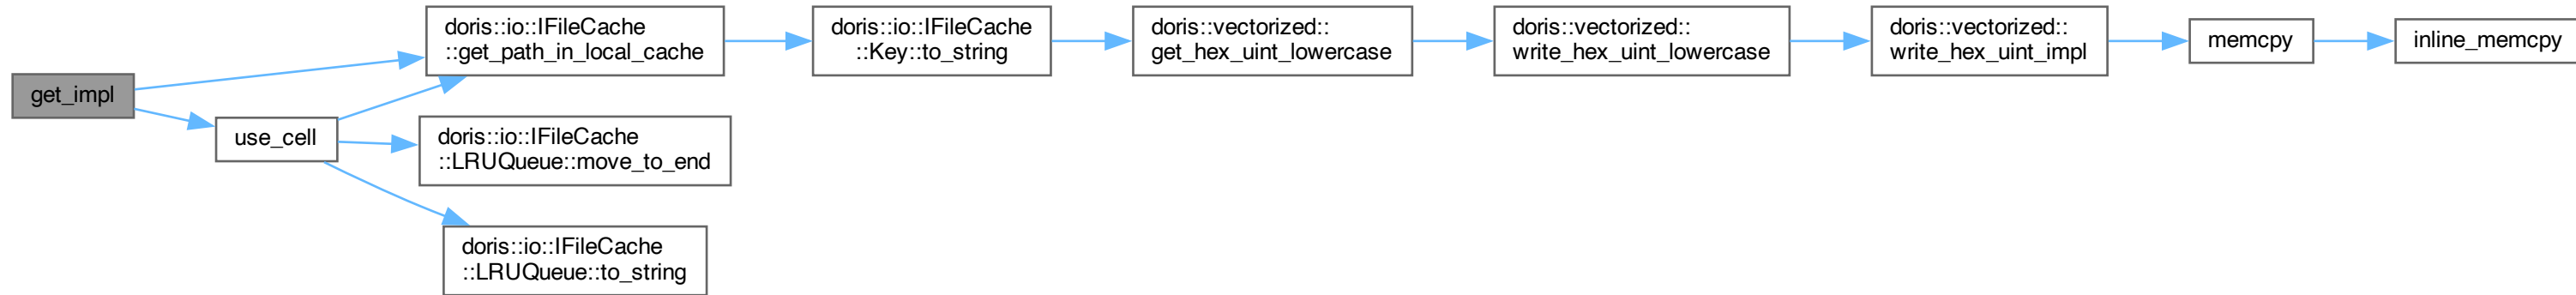 get_impl
doris::io::IFileCache
::get_path_in_local_cache
doris::io::IFileCache
::Key::to_string
doris::vectorized::
get_hex_uint_lowercase
doris::vectorized::
write_hex_uint_lowercase
doris::vectorized::
write_hex_uint_impl
memcpy
inline_memcpy
use_cell
doris::io::IFileCache
::LRUQueue::move_to_end
doris::io::IFileCache
::LRUQueue::to_string